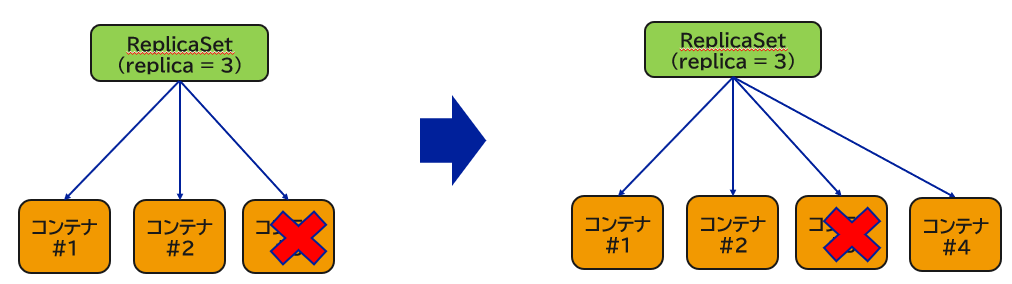 ReplicaSet
（replica = 3）
コンテナ
#1
コンテナ
#2
ReplicaSet
（replica = 3）
コンテナ
#1
コンテナ
#2
コンテナ
#4